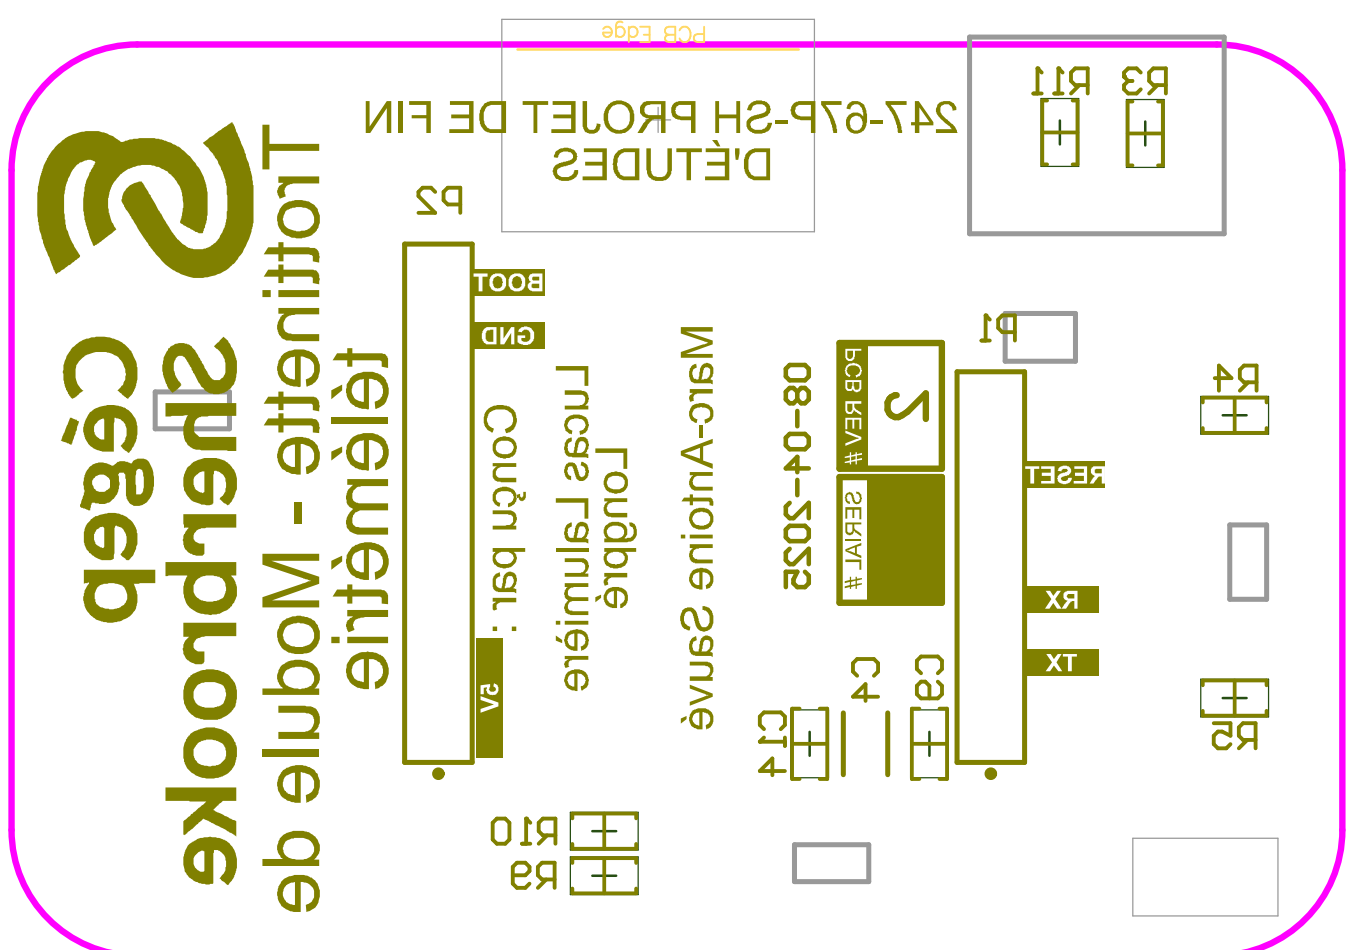 PCB Edge
247-67P-SH PROJET DE FIN
D'ÉTUDES
R11
R3
P2
BOOT
GND
5V
Cégep
Sherbrooke
Trottinette - Module de
télémétrie
Conçu par :
Lucas Lalumière
Longpré
Marc-Antoine Sauvé
08-04-2025
PCB REV #
2
SERIAL #
P1
RESET
RX
TX
R4
R5
C14
C4
C9
R10
R9